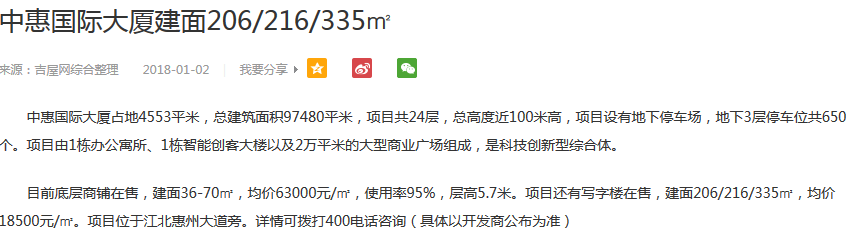 中惠国际大厦建面206/216/335㎡
来源：吉屋网综合整理 2018-01-02 我要分享
中惠国际大厦占地4553平米，总建筑面积97480平米，项目共24层，总高度近100米高，项目设有地下停车场，地下3层停车位共650
个。项目由1栋办公寓所、1栋智能创客大楼以及2万平米的大型商业广场组成，是科技创新型综合体。
目前底层商铺在售，建面36-70㎡，均价63000元/㎡，使用率95%，层高5.7米。项目还有写字楼在售，建面206/216/335㎡，均价
18500元/㎡。项目位于江北惠州大道旁。详情可拨打400电话咨询（具体以开发商公布为准）